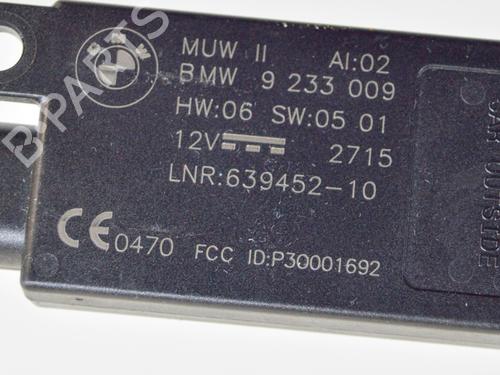 BMW
MUW II AI:02
BMW 9 233 009
HW:06 SW:05 01
12V 2715
LNR:639452-10
CE 0470 FCC ID:P30001692
CAR OUTSIDE
B PARTS